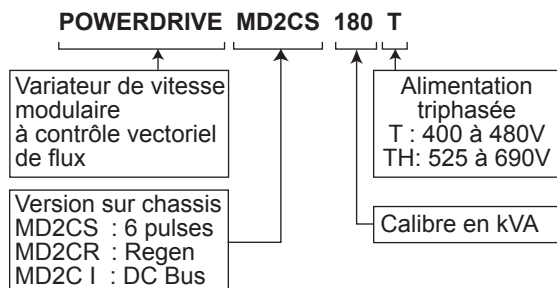 POWERDRIVE MD2CS 180 T
Variateur de vitesse
modulaire
à contrôle vectoriel
de flux
Alimentation
triphasée
T : 400 à 480V
TH: 525 à 690V
Version sur chassis
MD2CS : 6 pulses
MD2CR : Regen
MD2C I : DC Bus
Calibre en kVA